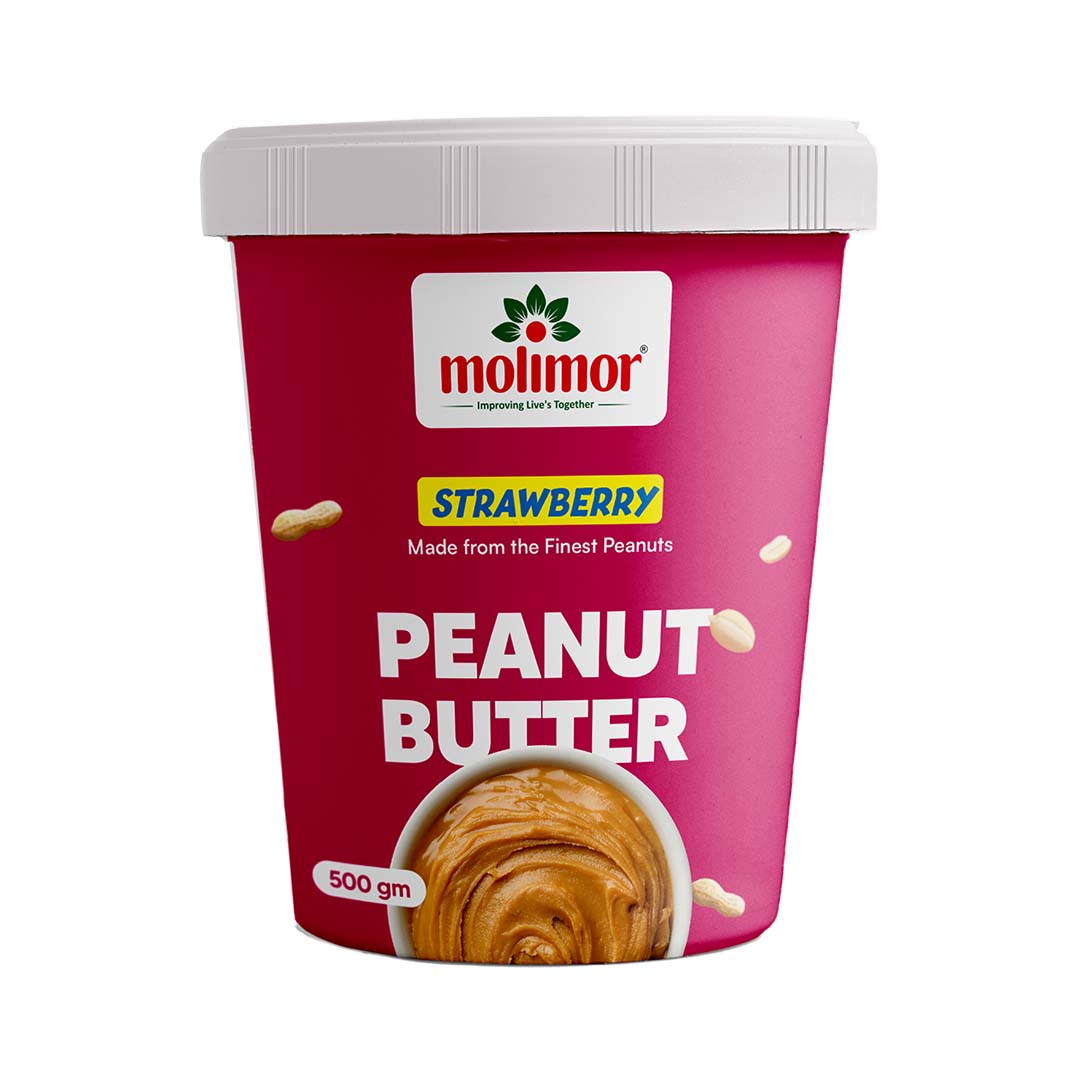 molimor®
Improving Live's Together
STRAWBERRY
Made from the Finest Peanuts
PEANUT
BUTTER
500 gm